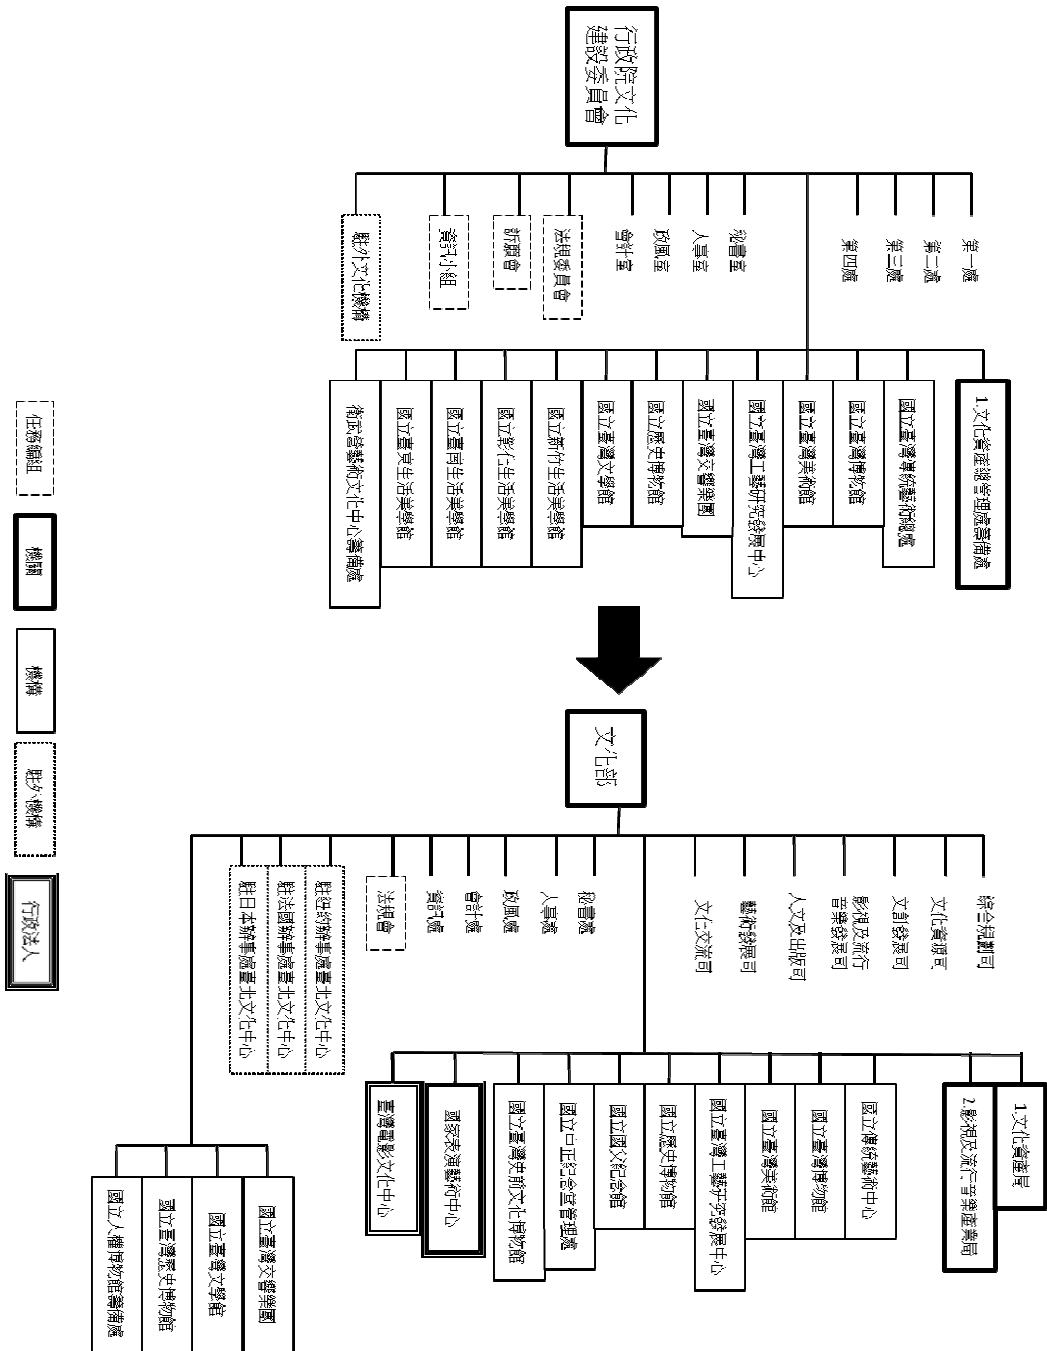 行政院文化
建設委員會
第一處
第二處
第三處
第四處
秘書室
人事室
政風室
會計室
法規委員會
訴願會
資訊小組
駐外文化機構
1.文化資產總管理處籌備處
國立臺灣傳統藝術總處
國立臺灣博物館
國立臺灣美術館
國立臺灣工藝研究發展中心
國立臺灣交響樂團
國立歷史博物館
國立臺灣文學館
國立新竹生活美學館
國立彰化生活美學館
國立臺南生活美學館
國立臺東生活美學館
衛武營藝術文化中心籌備處
文化部
綜合規劃司
文化資源司
文創發展司
影視及流行
音樂發展司
人文及出版司
藝術發展司
文化交流司
秘書處
人事處
政風處
會計處
資訊處
法規會
駐紐約辦事處臺北文化中心
駐法國辦事處臺北文化中心
駐日本辦事處臺北文化中心
1.文化資產局
2.影視及流行音樂產業局
國立傳統藝術中心
國立臺灣博物館
國立臺灣美術館
國立臺灣工藝研究發展中心
國立歷史博物館
國立國父紀念館
國立中正紀念堂管理處
國立臺灣史前文化博物館
國家表演藝術中心
臺灣電影文化中心
國立臺灣交響樂團
國立臺灣文學館
國立臺灣歷史博物館
國立人權博物館籌備處
任務編組
機關
機構
駐外機構
行政法人